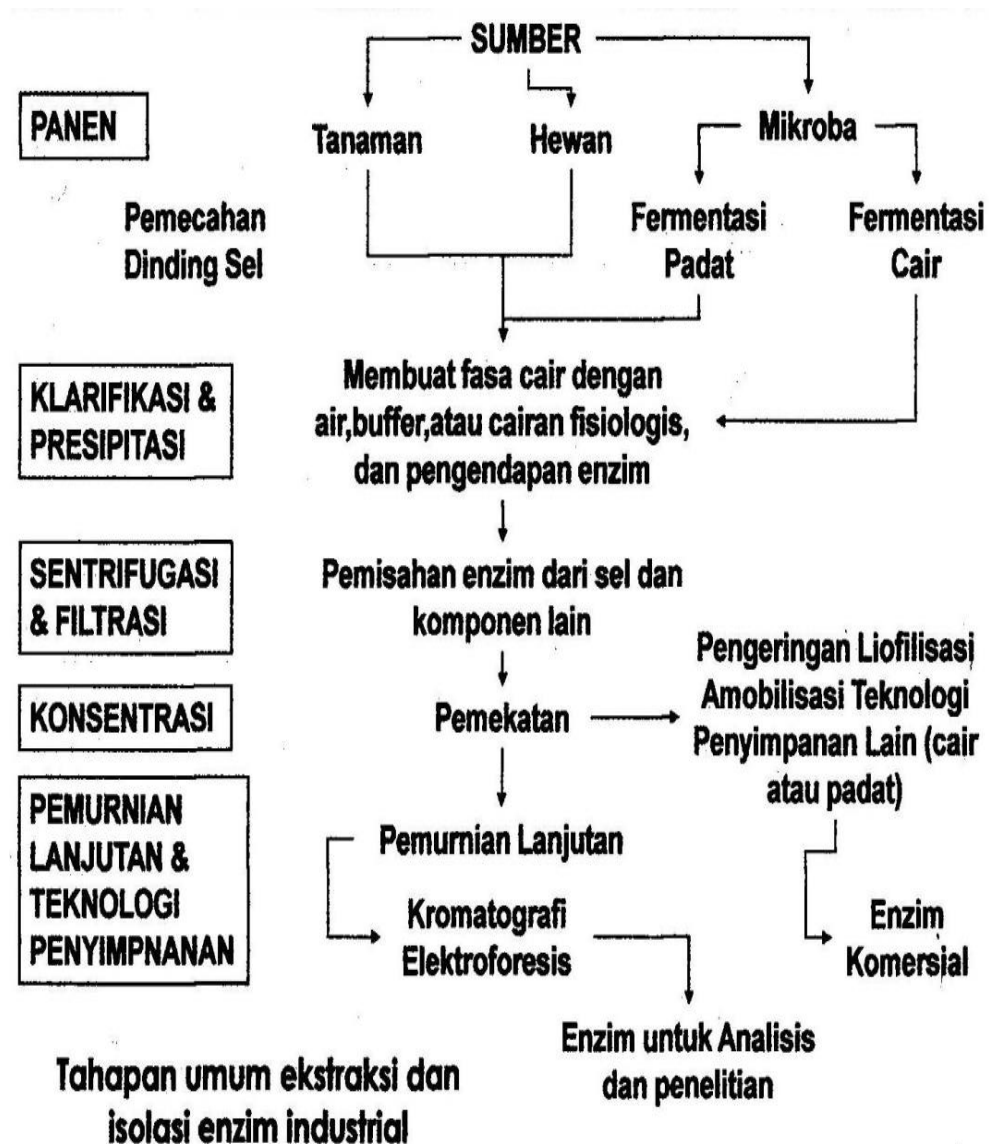 SUMBER
PANEN
Tanaman
Hewan
Mikroba
Pemecahan
Dinding Sel
Fermentasi
Padat
Fermentasi
Cair
KLARIFIKASI &
PRESIPITASI
Membuat fasa cair dengan
air,buffer,atau cairan fisiologis,
dan pengendapan enzim
SENTRIFUGASI
& FILTRASI
Pemisahan enzim dari sel dan
komponen lain
KONSENTRASI
Pemekatan
Pengeringan Liofilisasi
Amobilisasi Teknologi
Penyimpanan Lain (cair
atau padat)
PEMURNIAN
LANJUTAN &
TEKNOLOGI
PENYIMPNANAN
Pemurnian Lanjutan
Kromatografi
Elektroforesis
Enzim
Komersial
Enzim untuk Analisis
dan penelitian
Tahapan umum ekstraksi dan
isolasi enzim industrial